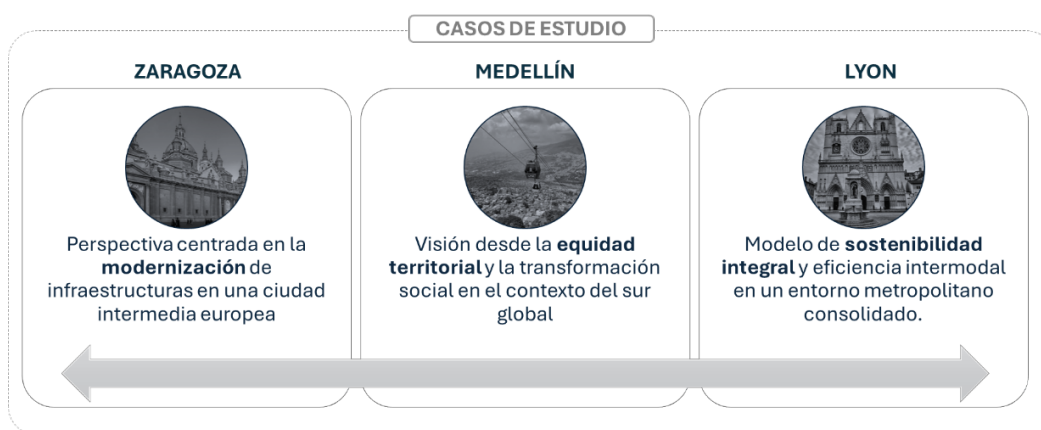 CASOS DE ESTUDIO
ZARAGOZA
Perspectiva centrada en la
modernización de
infraestructuras en una ciudad
intermedia europea
MEDELLÍN
Visión desde la equidad
territorial y la transformación
social en el contexto del sur
global
LYON
Modelo de sostenibilidad
integral y eficiencia intermodal
en un entorno metropolitano
consolidado.